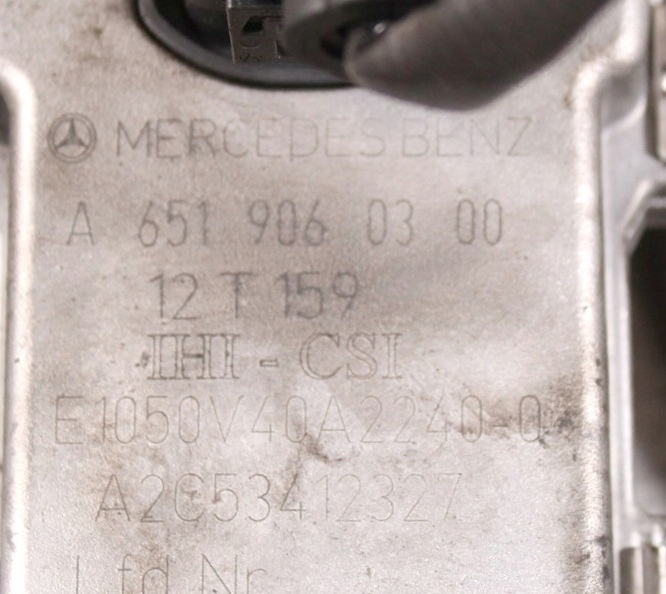 MERCEDES BENZ
A 651 906 03 00
12 T 159
IHI - CSI
E1050V40A2240-0
A2C53412327
Lfd Nr